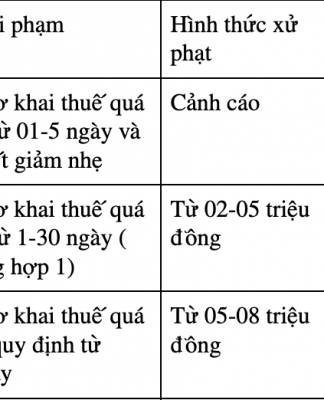 phạm
Hình thức xử
phạt
khai thuế quá
01-5 ngày và
giảm nhẹ
Cảnh cáo
khai thuế quá
1-30 ngày (
hợp 1)
Từ 02-05 triệu
đồng
khai thuế quá
quy định từ
Từ 05-08 triệu
đồng